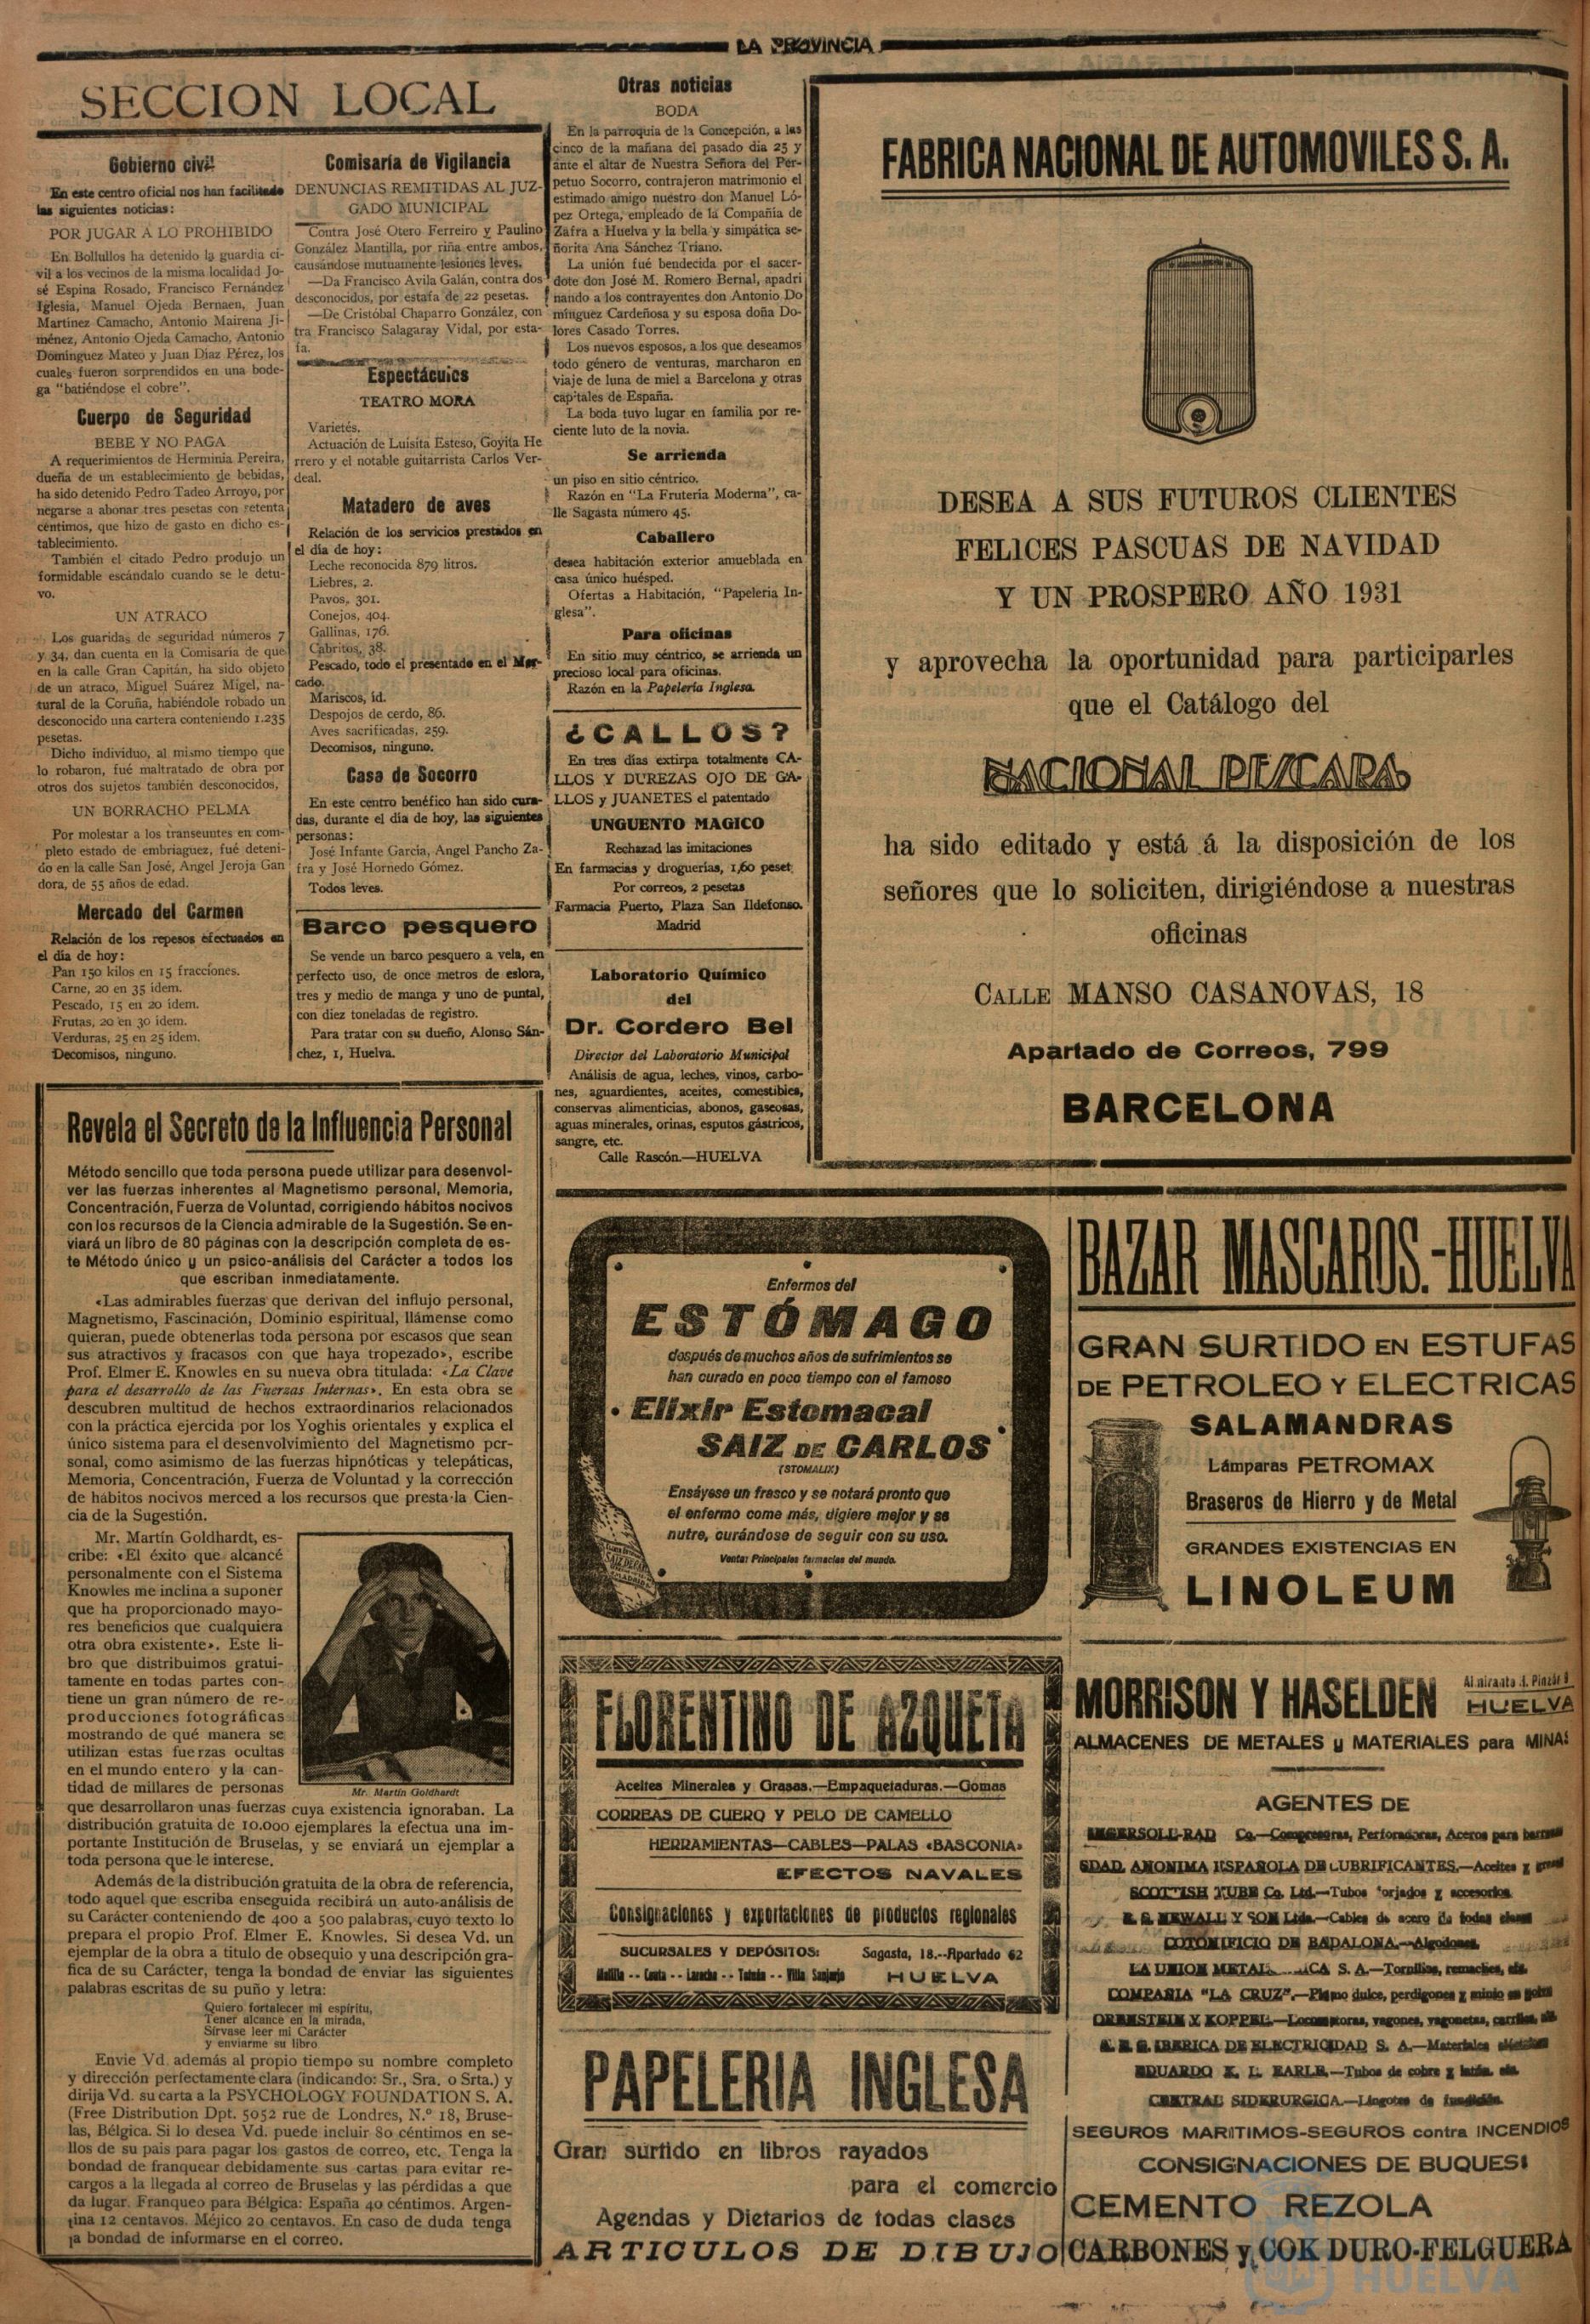 LA PROVINCIA
SECCION LOCAL
Gobierno civil
En este centro oficial nos han facilitado
las siguientes noticias:
POR JUGAR A LO PROHIBIDO
En Bollullos ha detenido la guardia ci-
vil a los vecinos de la misma localidad Jo-
sé Espina Rosado, Francisco Fernández
Iglesia, Manuel Ojeda Bernaen, Juan
Martinez Camacho, Antonio Mairena Ji-
ménez, Antonio Ojeda Camacho, Antonio
Dominguez Mateo y Juan Díaz Pérez, los
cuales fueron sorprendidos en una bode-
ga "batiéndose el cobre".
Cuerpo de Seguridad
BEBE Y NO PAGA
A requerimientos de Herminia Pereira,
dueña de un establecimiento de bebidas,
ha sido detenido Pedro Tadeo Arroyo, por
negarse a abonar tres pesetas con retenta
céntimos, que hizo de gasto en dicho es-
tablecimiento.
También el citado Pedro produjo un
formidable escándalo cuando se le detu-
vo.
UN ATRACO
Los guaridas de seguridad números 7
y 34, dan cuenta en la Comisaría de que
en la calle Gran Capitán, ha sido objeto
de un atraco, Miguel Suárez Migel, na-
tural de la Coruña, habiéndole robado un
desconocido una cartera conteniendo 1.235
pesetas.
Dicho individuo, al mismo tiempo que
lo robaron, fué maltratado de obra por
otros dos sujetos también desconocidos,
UN BORRACHO PELMA
Por molestar a los transeuntes en com-
pleto estado de embriaguez, fué deteni-
do en la calle San José, Angel Jeroja Gan
dora, de 55 años de edad.
Mercado del Carmen
Relación de los repesos efectuados en
el día de hoy:
Pan 150 kilos en 15 fracciones.
Carne, 20 en 35 idem.
Pescado, 15 en 20 ídem.
Frutas, 20 en 30 idem.
Verduras, 25 en 25 idem.
Decomisos, ninguno.
Comisaría de Vigilancia
DENUNCIAS REMITIDAS AL JUZ-
GADO MUNICIPAL
Contra José Otero Ferreiro y Paulino
González Mantilla, por riña entre ambos,
causándose mutuamente lesiones leves.
—Da Francisco Avila Galán, contra dos
desconocidos, por estafa de 22 pesetas.
—De Cristóbal Chaparro González, con
tra Francisco Salagaray Vidal, por esta-
fa.
Espectáculos
TEATRO MORA
Varietés.
Actuación de Luisita Esteso, Goyita He
rrero y el notable guitarrista Carlos Ver-
deal.
Matadero de aves
Relación de los servicios prestados en
el día de hoy:
Leche reconocida 879 litros.
Liebres, 2.
Pavos, 301.
Conejos, 404.
Gallinas, 176.
Cabritos, 38.
Pescado, todo el presentado en el Mer-
cado.
Mariscos, íd.
Despojos de cerdo, 86.
Aves sacrificadas, 259.
Decomisos, ninguno.
Casa de Socorro
En este centro benéfico han sido cura-
das, durante el día de hoy, las siguientes
personas:
José Infante Garcia, Angel Pancho Za-
fra y José Hornedo Gómez.
Todos leves.
Barco pesquero
Se vende un barco pesquero a vela, en
perfecto uso, de once metros de eslora,
tres y medio de manga y uno de puntal,
con diez toneladas de registro.
Para tratar con su dueño, Alonso Sán-
chez, 1, Huelva.
Otras noticias
BODA
En la parroquia de la Concepción, a las
cinco de la mañana del pasado dia 25 y
ante el altar de Nuestra Señora del Per-
petuo Socorro, contrajeron matrimonio el
estimado amigo nuestro don Manuel Ló-
pez Ortega, empleado de la Compañía de
Zafra a Huelva y la bella y simpática se-
ñorita Ana Sánchez Triano.
La unión fué bendecida por el sacer-
dote don José M. Romero Bernal, apadri
nando a los contrayentes don Antonio Do
mínguez Cardeñosa y su esposa doña Do-
lores Casado Torres.
Los nuevos esposos, a los que deseamos
todo género de venturas, marcharon en
viaje de luna de miel a Barcelona y otras
capitales de España.
La boda tuvo lugar en familia por re-
ciente luto de la novia.
Se arrienda
un piso en sitio céntrico.
Razón en "La Frutería Moderna", ca-
lle Sagasta número 45.
Caballero
desea habitación exterior amueblada en
casa único huésped.
Ofertas a Habitación, "Papeleria In-
glesa".
Para oficinas
En sitio muy céntrico, se arrienda un
precioso local para oficinas.
Razón en la Papelería Inglesa.
¿CALLOS?
En tres días extirpa totalmente CA-
LLOS Y DUREZAS OJO DE GA-
LLOS y JUANETES el patentado
UNGUENTO MAGICO
Rechazad las imitaciones
En farmacias y droguerías, 1,60 peset.
Por correos, 2 pesetas
Farmacia Puerto, Plaza San Ildefonso.
Madrid
Laboratorio Químico
del
Dr. Cordero Bel
Director del Laboratorio Municipal
Análisis de agua, leches, vinos, carbo-
nes, aguardientes, aceites, comestibles,
conservas alimenticias, abonos, gaseosas,
aguas minerales, orinas, esputos gástricos,
sangre, etc.
Calle Rascón.—HUELVA
FABRICA NACIONAL DE AUTOMOVILES S. A.
DESEA A SUS FUTUROS CLIENTES
FELICES PASCUAS DE NAVIDAD
Y UN PROSPERO AÑO 1931
y aprovecha la oportunidad para participarles
que el Catálogo del
NACIONAL PESCARA
ha sido editado y está á la disposición de los
señores que lo soliciten, dirigiéndose a nuestras
oficinas
CALLE MANSO CASANOVAS, 18
Apartado de Correos, 799
BARCELONA
Revela el Secreto de la Influencia Personal
Método sencillo que toda persona puede utilizar para desenvol-
ver las fuerzas inherentes al Magnetismo personal, Memoria,
Concentración, Fuerza de Voluntad, corrigiendo hábitos nocivos
con los recursos de la Ciencia admirable de la Sugestión. Se en-
viará un libro de 80 páginas con la descripción completa de es-
te Método único y un psico-análisis del Carácter a todos los
que escriban inmediatamente.
«Las admirables fuerzas que derivan del influjo personal,
Magnetismo, Fascinación, Dominio espiritual, llámense como
quieran, puede obtenerlas toda persona por escasos que sean
sus atractivos y fracasos con que haya tropezado», escribe
Prof. Elmer E. Knowles en su nueva obra titulada: «La Clave
para el desarrollo de las Fuerzas Internas». En esta obra se
descubren multitud de hechos extraordinarios relacionados
con la práctica ejercida por los Yoghis orientales y explica el
único sistema para el desenvolvimiento del Magnetismo per-
sonal, como asimismo de las fuerzas hipnóticas y telepáticas,
Memoria, Concentración, Fuerza de Voluntad y la corrección
de hábitos nocivos merced a los recursos que presta la Cien-
cia de la Sugestión.
Mr. Martín Goldhardt, es-
cribe: «El éxito que alcancé
personalmente con el Sistema
Knowles me inclina a suponer
que ha proporcionado mayo-
res beneficios que cualquiera
otra obra existente». Este li-
bro que distribuimos gratui-
tamente en todas partes con-
tiene un gran número de re-
producciones fotográficas
mostrando de qué manera se
utilizan estas fuerzas ocultas
en el mundo entero y la can-
tidad de millares de personas
Mr. Martín Goldhardt
que desarrollaron unas fuerzas cuya existencia ignoraban. La
distribución gratuita de 10.000 ejemplares la efectua una im-
portante Institución de Bruselas, y se enviará un ejemplar a
toda persona que le interese.
Además de la distribución gratuita de la obra de referencia,
todo aquel que escriba enseguida recibirá un auto-análisis de
su Carácter conteniendo de 400 a 500 palabras, cuyo texto lo
prepara el propio Prof. Elmer E. Knowles. Si desea Vd. un
ejemplar de la obra a titulo de obsequio y una descripción gra-
fica de su Carácter, tenga la bondad de enviar las siguientes
palabras escritas de su puño y letra:
Quiero fortalecer mi espíritu,
Tener alcance en la mirada,
Sírvase leer mi Carácter
y enviarme su libro
Envie Vd. además al propio tiempo su nombre completo
y dirección perfectamente clara (indicando: Sr., Sra. o Srta.) y
dirija Vd. su carta a la PSYCHOLOGY FOUNDATION S. A.
(Free Distribution Dpt. 5052 rue de Londres, N.º 18, Bruse-
las, Bélgica. Si lo desea Vd. puede incluir 80 céntimos en se-
llos de su pais para pagar los gastos de correo, etc. Tenga la
bondad de franquear debidamente sus cartas para evitar re-
cargos a la llegada al correo de Bruselas y las pérdidas a que
da lugar. Franqueo para Bélgica: España 40 céntimos. Argen-
tina 12 centavos. Méjico 20 centavos. En caso de duda tenga
la bondad de informarse en el correo.
Enfermos del
ESTÓMAGO
después de muchos años de sufrimientos se
han curado en poco tiempo con el famoso
Elixir Estomacal
SAIZ DE CARLOS
(STOMALIX)
Ensáyese un frasco y se notará pronto que
el enfermo come más, digiere mejor y se
nutre, curándose de seguir con su uso.
Venta: Principales farmacias del mundo.
BAZAR MASCAROS.-HUELVA
GRAN SURTIDO EN ESTUFAS
DE PETROLEO Y ELECTRICAS
SALAMANDRAS
Lámparas PETROMAX
Braseros de Hierro y de Metal
GRANDES EXISTENCIAS EN
LINOLEUM
FLORENTINO DE AZQUETA
Aceites Minerales y Grasas.—Empaquetaduras.—Gomas
CORREAS DE CUERO Y PELO DE CAMELLO
HERRAMIENTAS—CABLES—PALAS «BASCONIA»
EFECTOS NAVALES
Consignaciones y exportaciones de productos regionales
SUCURSALES Y DEPÓSITOS: Sagasta, 18.--Apartado 62
Melilla -- Ceuta -- Larache -- Tetuán -- Villa Sanjurjo HUELVA
PAPELERIA INGLESA
Gran surtido en libros rayados
para el comercio
Agendas y Dietarios de todas clases
ARTICULOS DE DIBUJO
MORRISON Y HASELDEN
HUELVA
ALMACENES DE METALES y MATERIALES para MINAS
AGENTES DE
INGERSOLL-RAD Co.—Compresoras, Perforadoras, Aceros para barrenas
SDAD. ANONIMA ESPAÑOLA DE LUBRIFICANTES.—Aceites y grasas
SCOTTISH TUBE Co. Ltd.—Tubos forjados y accesorios
R. S. NEWALL Y SON Ltda.—Cables de acero de todas clases
COTONIFICIO DE BADALONA.—Algodones.
LA UNION METAL CA S. A.—Tornillos, remaches, etc.
COMPAÑIA "LA CRUZ".—Plomo dulce, perdigones y minio en polvo
ORENSTEIN Y KOPPEL.—Locomotoras, vagones, vagonetas, carriles, etc.
A. E. G. IBERICA DE ELECTRICIDAD S. A.—Materiales eléctricos
EDUARDO K. L. EARLE.—Tubos de cobre y latón, etc.
CENTRAL SIDERURGICA.—Lingotes de fundición.
SEGUROS MARITIMOS-SEGUROS contra INCENDIOS
CONSIGNACIONES DE BUQUES
CEMENTO REZOLA
CARBONES y COK DURO-FELGUERA
HUELVA